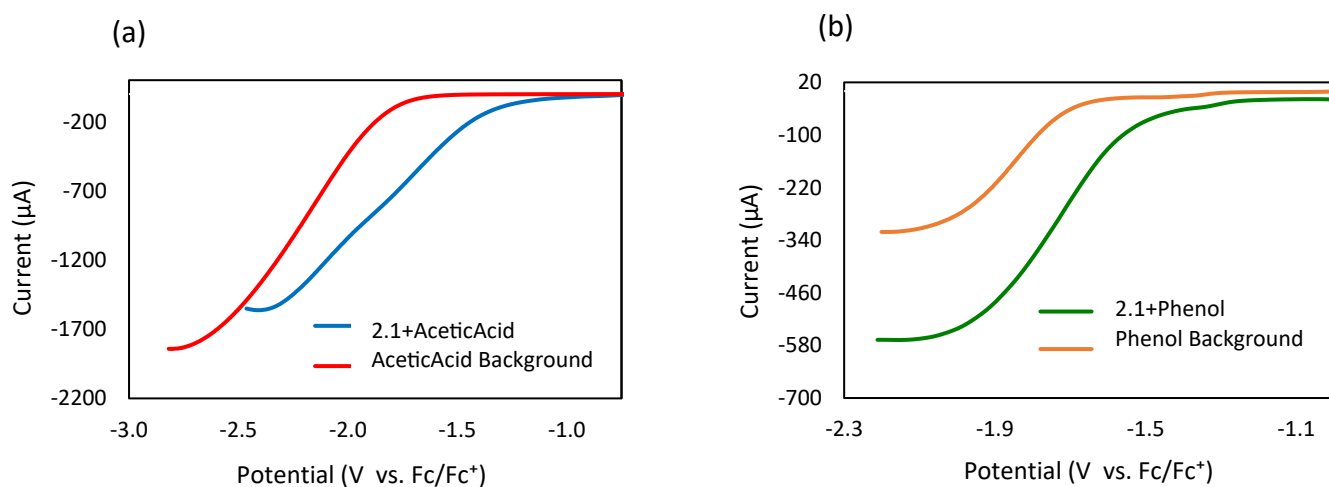 (a)
-200
-700
-1200
-1700
-2200
-3.0 -2.5 -2.0 -1.5 -1.0
Current (µA)
Potential (V vs. Fc/Fc⁺)
2.1+AceticAcid
AceticAcid Background
(b)
20
-100
-220
-340
-460
-580
-700
-2.3 -1.9 -1.5 -1.1
Current (µA)
Potential (V vs. Fc/Fc⁺)
2.1+Phenol
Phenol Background